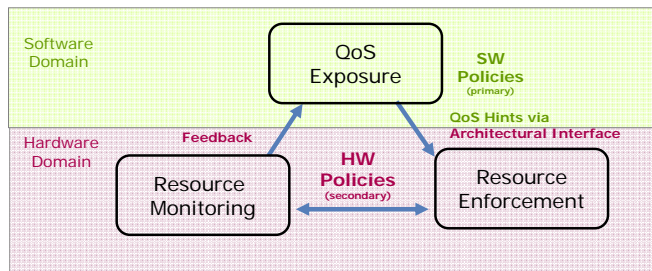 Software
Domain
QoS
Exposure
SW
Policies
(primary)
QoS Hints via
Architectural Interface
Feedback
Hardware
Domain
HW
Policies
(secondary)
Resource
Monitoring
Resource
Enforcement